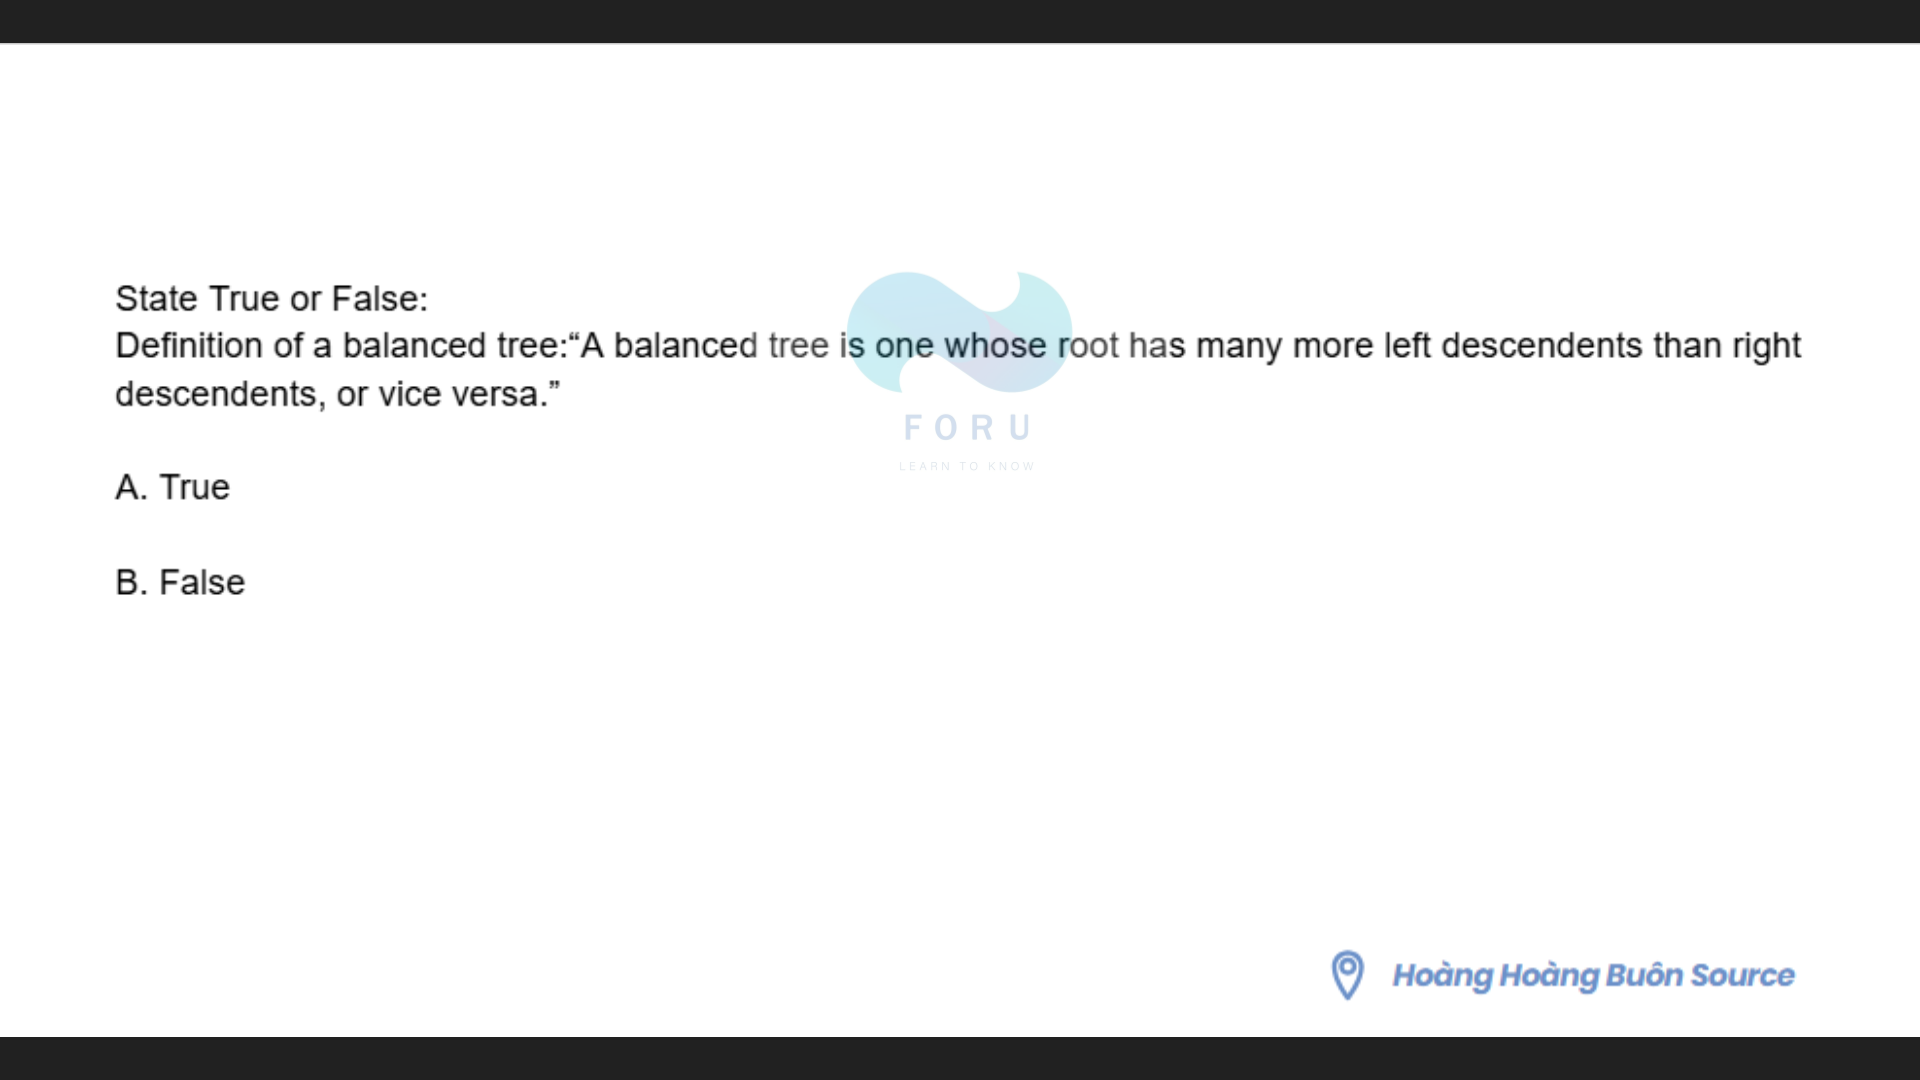 State True or False:
Definition of a balanced tree:“A balanced tree is one whose root has many more left descendents than right
descendents, or vice versa.”
FORU
LEARN TO KNOW
A. True
B. False
Hoàng Hoàng Buôn Source